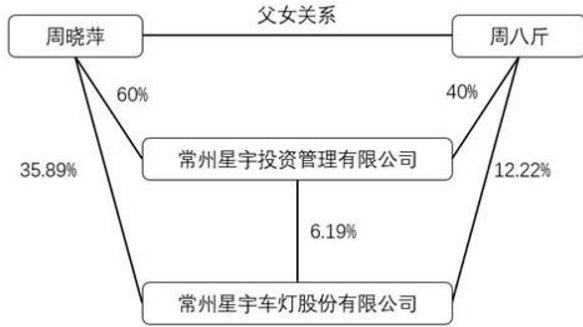 父女关系
周晓萍
周八斤
60%
40%
常州星宇投资管理有限公司
35.89%
12.22%
6.19%
常州星宇车灯股份有限公司